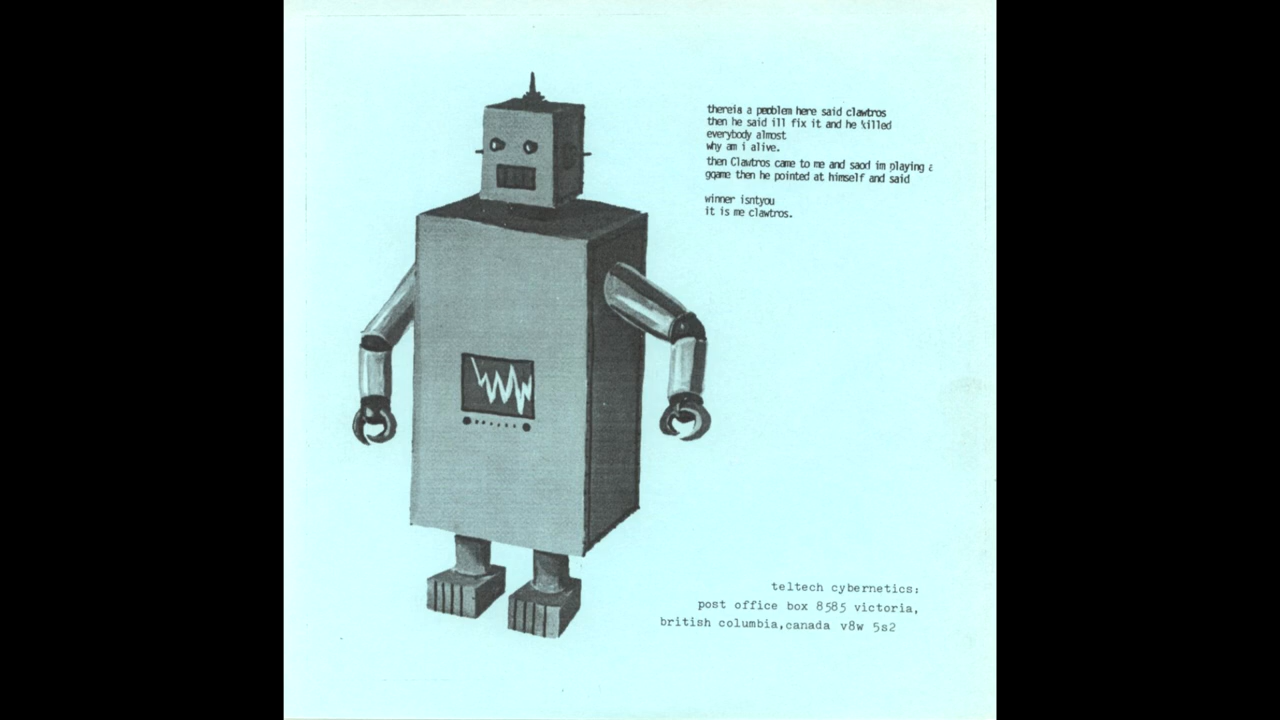 thereis a peoblem here said clawtros
then he said ill fix it and he killed
everybody almost
why am i alive.
then Clawtros came to me and saod im playing a
ggame then he pointed at himself and said
winner isntyou
it is me clawtros.
teltech cybernetics:
post office box 8585 victoria,
british columbia,canada v8w 5s2